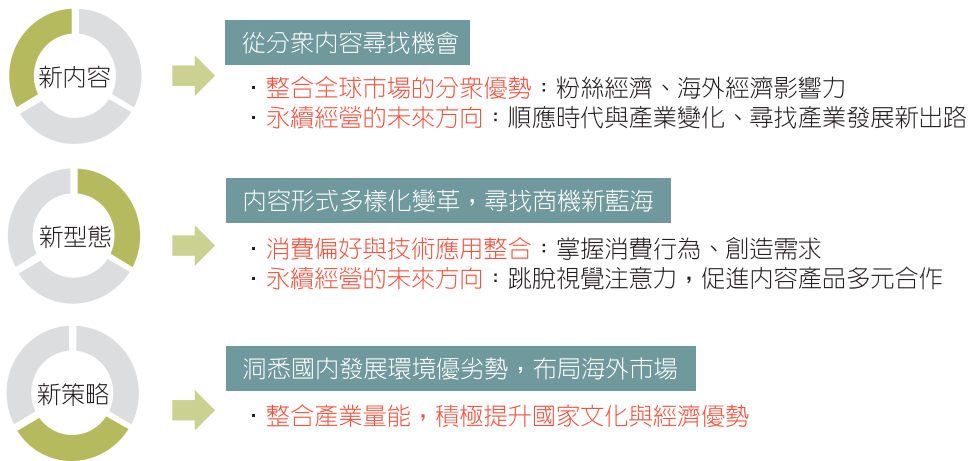 新內容
從分眾內容尋找機會
・整合全球市場的分眾優勢：粉絲經濟、海外經濟影響力
・永續經營的未來方向：順應時代與產業變化、尋找產業發展新出路
新型態
內容形式多樣化變革，尋找商機新藍海
・消費偏好與技術應用整合：掌握消費行為、創造需求
・永續經營的未來方向：跳脫視覺注意力，促進內容產品多元合作
新策略
洞悉國內發展環境優劣勢，布局海外市場
・整合產業量能，積極提升國家文化與經濟優勢